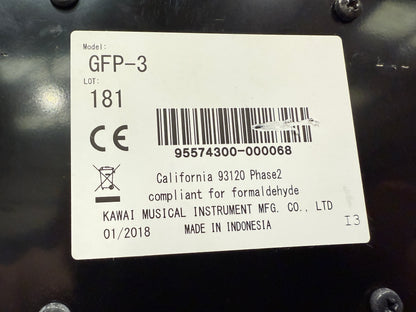 Model:
GFP-3
LOT:
181
CE
95574300-000068
California 93120 Phase2
compliant for formaldehyde
KAWAI MUSICAL INSTRUMENT MFG. CO., LTD
01/2018 MADE IN INDONESIA
I3